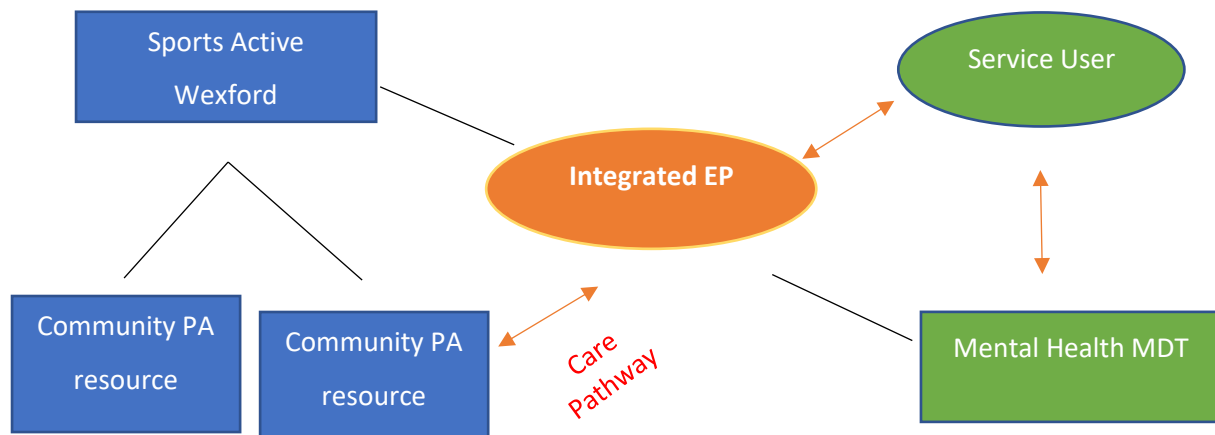 Sports Active
Wexford
Service User
Integrated EP
Community PA
resource
Community PA
resource
Care
Pathway
Mental Health MDT